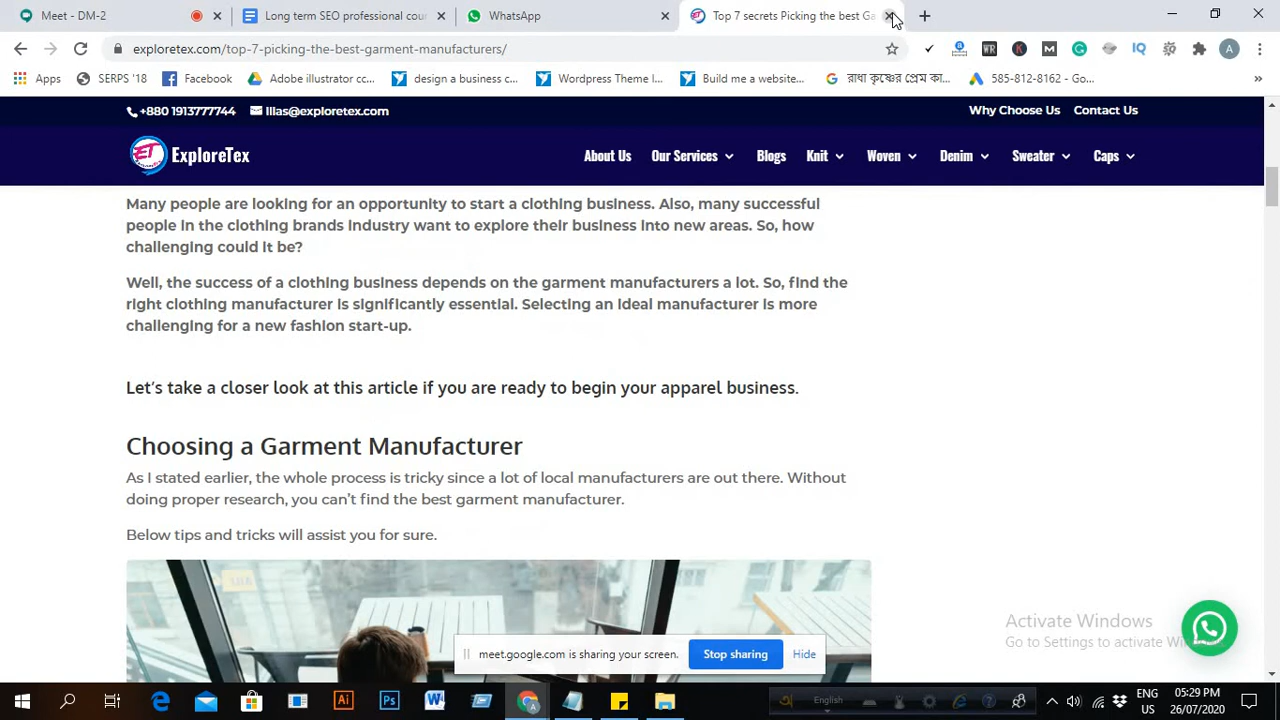 Meet - DM-2
Long term SEO professional cour
WhatsApp
Top 7 secrets Picking the best Ga
exploretex.com/top-7-picking-the-best-garment-manufacturers/
Apps
SERPS '18
Facebook
Adobe illustrator cc...
design a business c...
Wordpress Theme I...
Build me a website...
রাধা কৃষ্ণের প্রেম কা...
585-812-8162 - Go...
+880 1913777744
lilas@exploretex.com
Why Choose Us
Contact Us
ET
ExploreTex
About Us
Our Services
Blogs
Knit
Woven
Denim
Sweater
Caps
Many people are looking for an opportunity to start a clothing business. Also, many successful
people in the clothing brands industry want to explore their business into new areas. So, how
challenging could it be?
Well, the success of a clothing business depends on the garment manufacturers a lot. So, find the
right clothing manufacturer is significantly essential. Selecting an ideal manufacturer is more
challenging for a new fashion start-up.
Let's take a closer look at this article if you are ready to begin your apparel business.
Choosing a Garment Manufacturer
As I stated earlier, the whole process is tricky since a lot of local manufacturers are out there. Without
doing proper research, you can't find the best garment manufacturer.
Below tips and tricks will assist you for sure.
Activate Windows
Go to Settings to activate Win
meet.google.com is sharing your screen.
Stop sharing
Hide
English
ENG
US
05:29 PM
26/07/2020